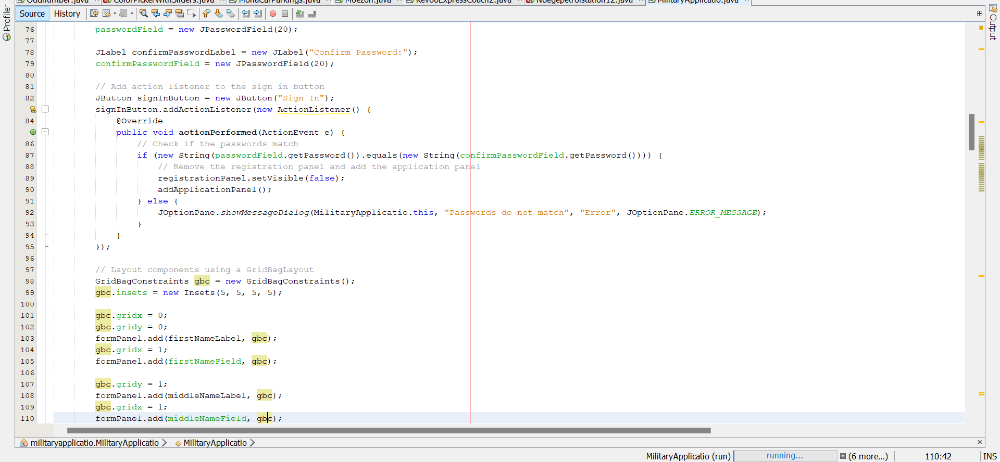 Oddnumber.java ColorPickerWithSliders.java MonaCarParkings.java Moezon.java Kevoo​ExpressCoach2.java Ndegepetrolstation12.java MilitaryApplicatio.java
Profiler
Output
Source History
76 passwordField = new JPasswordField(20);
77
78 JLabel confirmPasswordLabel = new JLabel("Confirm Password:");
79 confirmPasswordField = new JPasswordField(20);
80
81 // Add action listener to the sign in button
82 JButton signInButton = new JButton("Sign In");
signInButton.addActionListener(new ActionListener() {
84 @Override
public void actionPerformed(ActionEvent e) {
86 // Check if the passwords match
87 if (new String(passwordField.getPassword()).equals(new String(confirmPasswordField.getPassword()))) {
88 // Remove the registration panel and add the application panel
89 registrationPanel.setVisible(false);
90 addApplicationPanel();
91 } else {
92 JOptionPane.showMessageDialog(MilitaryApplicatio.this, "Passwords do not match", "Error", JOptionPane.ERROR_MESSAGE);
93 }
94 }
95 });
96
97 // Layout components using a GridBagLayout
98 GridBagConstraints gbc = new GridBagConstraints();
99 gbc.insets = new Insets(5, 5, 5, 5);
100
101 gbc.gridx = 0;
102 gbc.gridy = 0;
103 formPanel.add(firstNameLabel, gbc);
104 gbc.gridx = 1;
105 formPanel.add(firstNameField, gbc);
106
107 gbc.gridy = 1;
108 formPanel.add(middleNameLabel, gbc);
109 gbc.gridx = 1;
110 formPanel.add(middleNameField, gbc);
militaryapplicatio.MilitaryApplicatio MilitaryApplicatio
MilitaryApplicatio (run) running... (6 more...) 110:42 INS